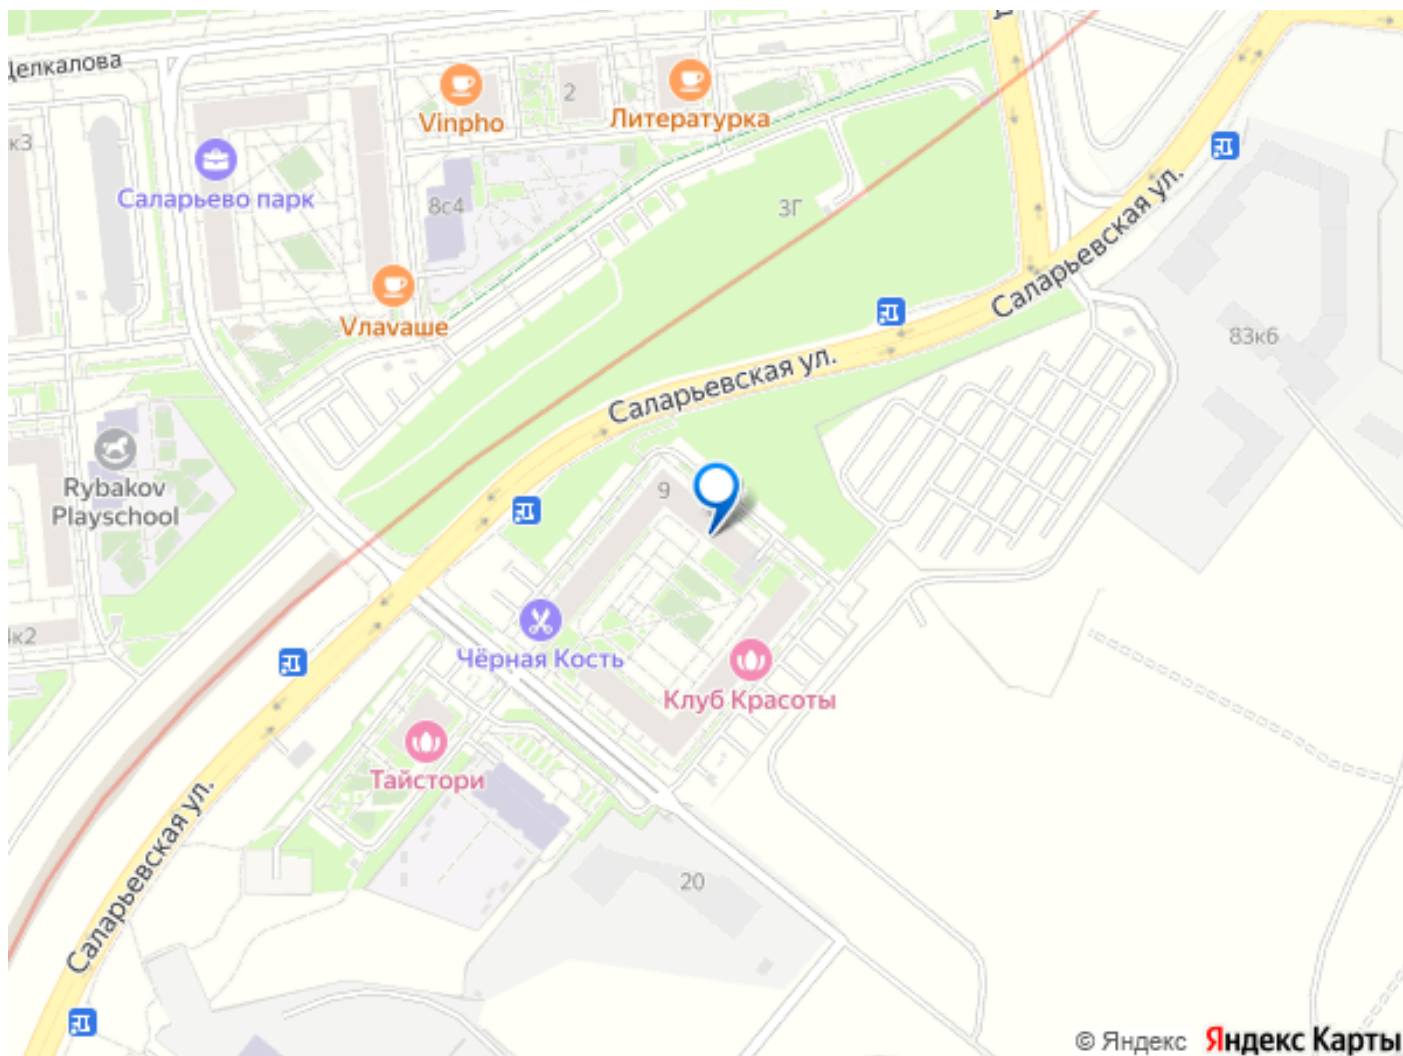 Vinpho
2
Литературка
к3
Саларьево парк
8с4
3Г
Саларьевская ул.
Vлаvаше
83к6
Саларьевская ул.
Rybakov
Playschool
9
к2
Чёрная Кость
Клуб Красоты
Тайстори
Саларьевская ул.
20
© Яндекс Яндекс Карты